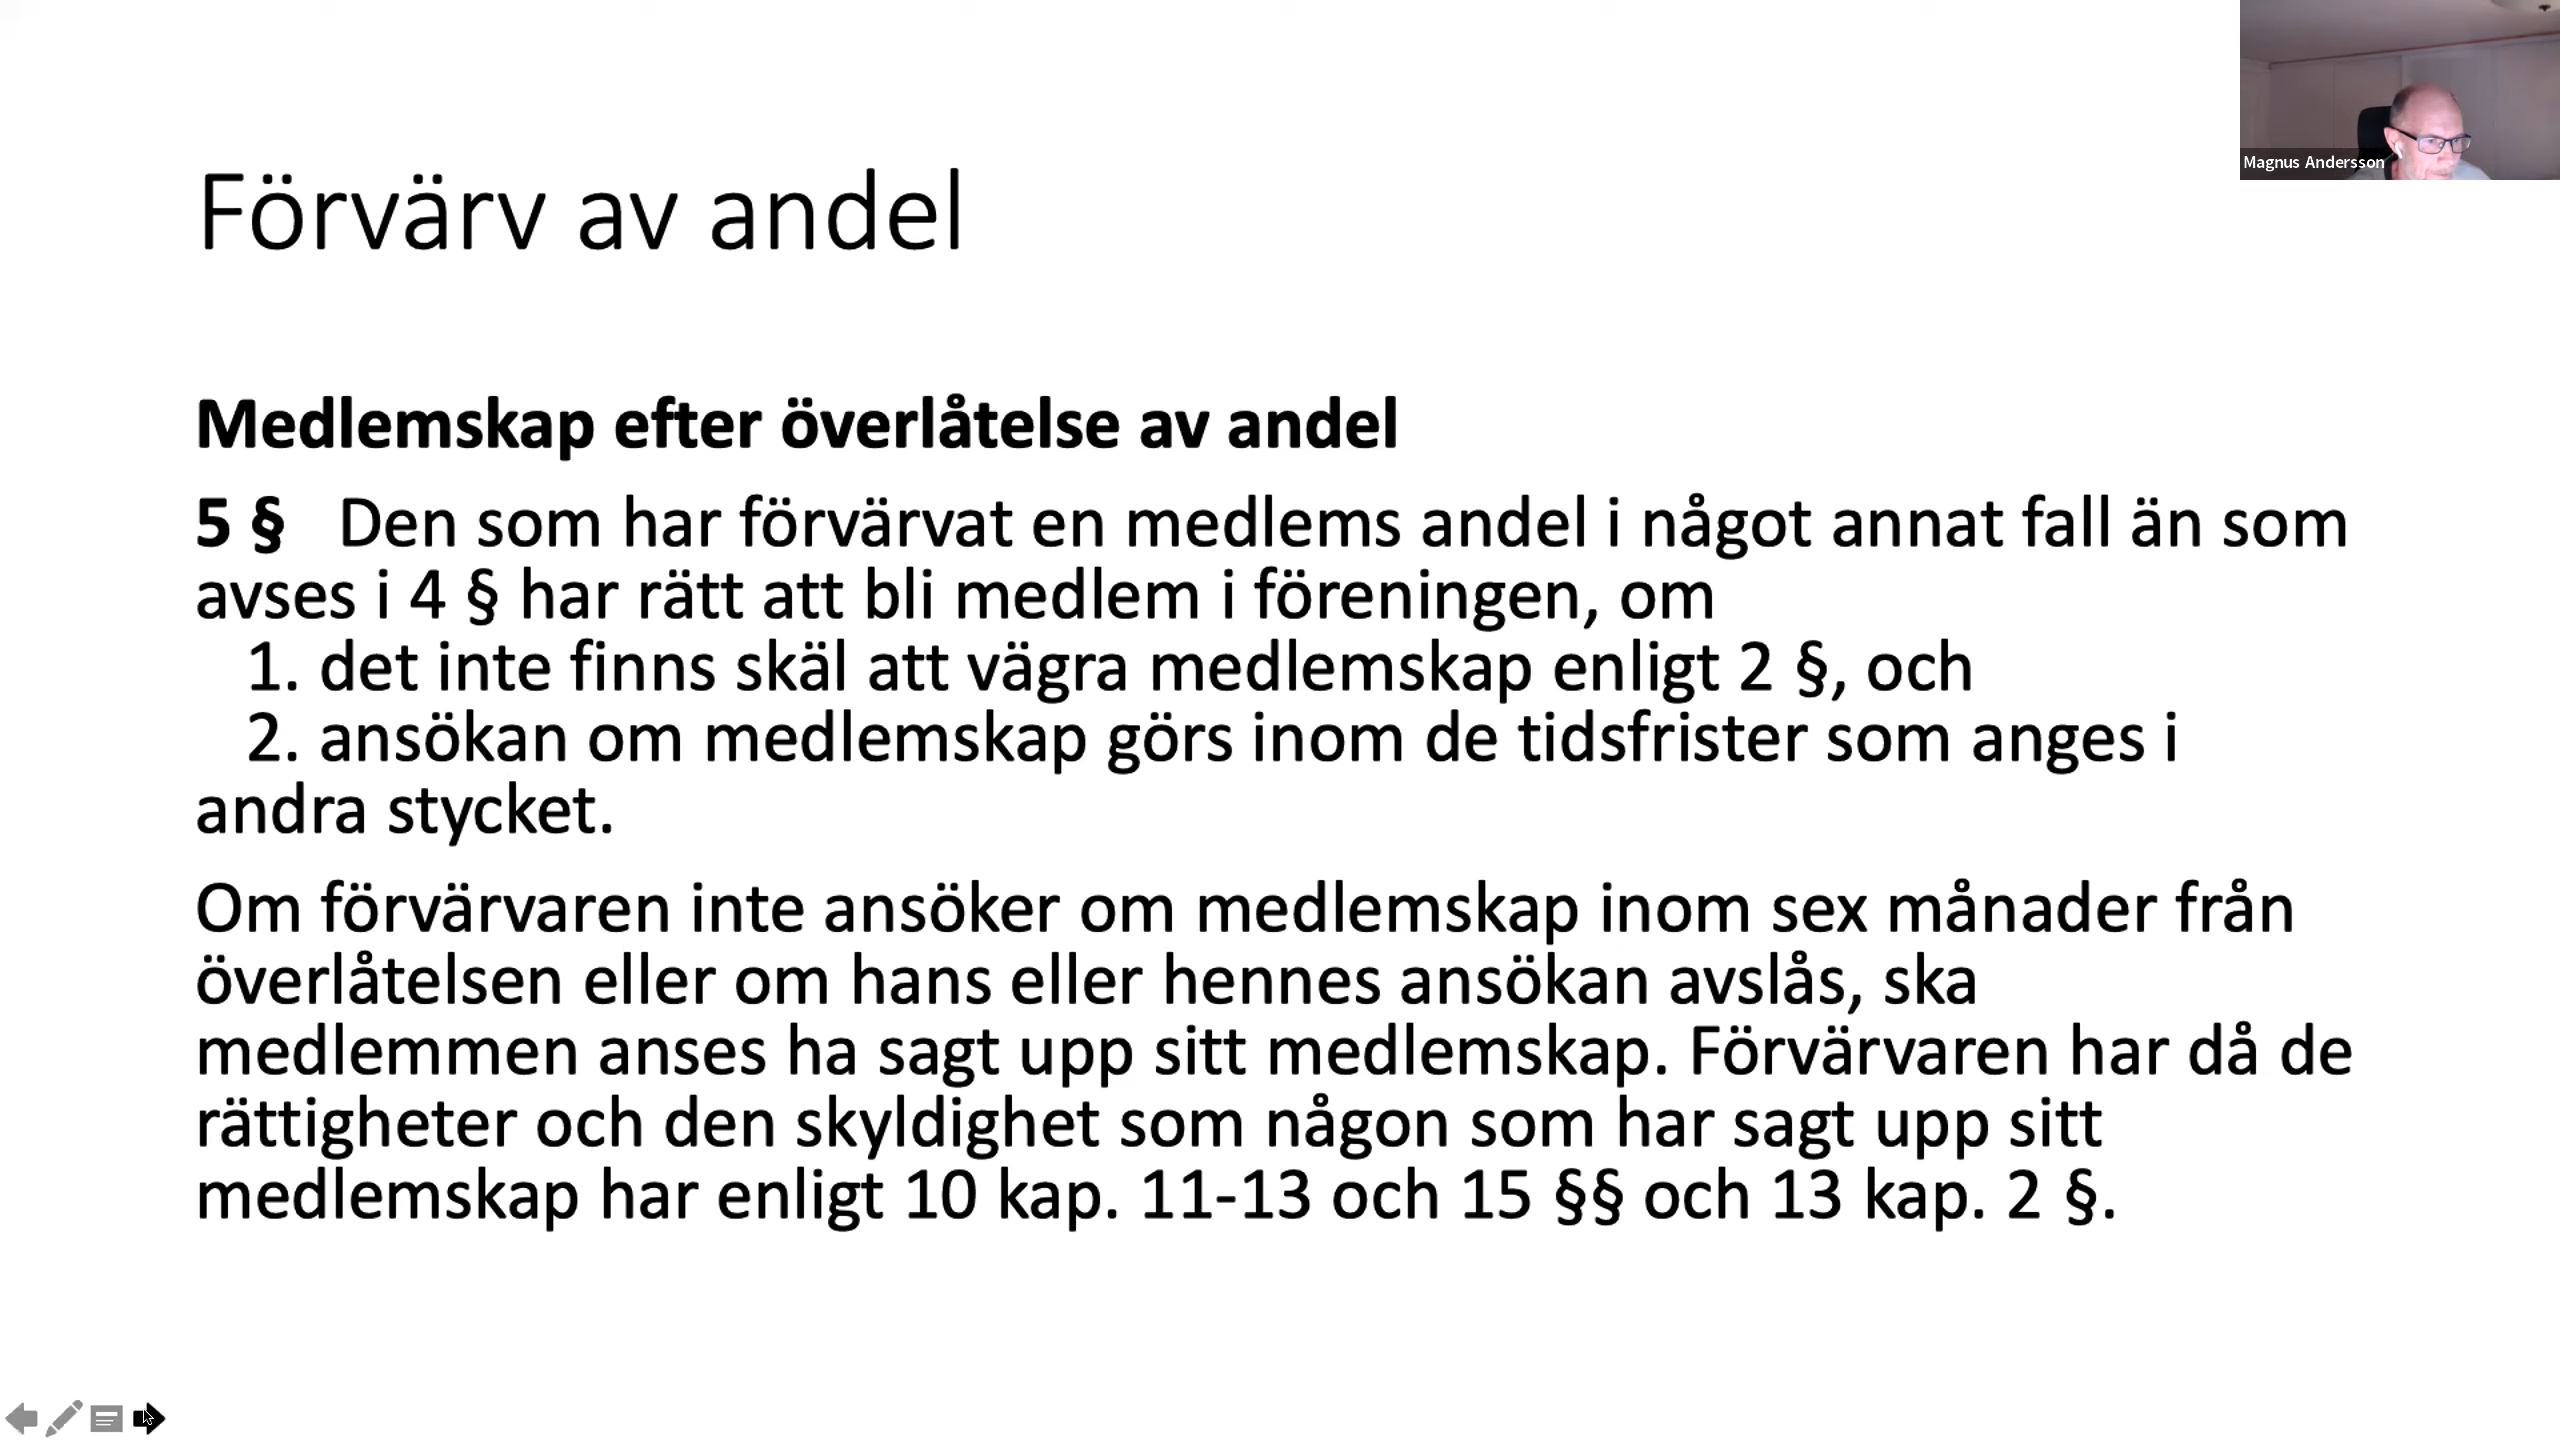 Magnus Andersson
Förvärv av andel
Medlemskap efter överlåtelse av andel
5 § Den som har förvärvat en medlems andel i något annat fall än som
avses i 4 § har rätt att bli medlem i föreningen, om
1. det inte finns skäl att vägra medlemskap enligt 2 §, och
2. ansökan om medlemskap görs inom de tidsfrister som anges i
andra stycket.
Om förvärvaren inte ansöker om medlemskap inom sex månader från
överlåtelsen eller om hans eller hennes ansökan avslås, ska
medlemmen anses ha sagt upp sitt medlemskap. Förvärvaren har då de
rättigheter och den skyldighet som någon som har sagt upp sitt
medlemskap har enligt 10 kap. 11-13 och 15 §§ och 13 kap. 2 §.